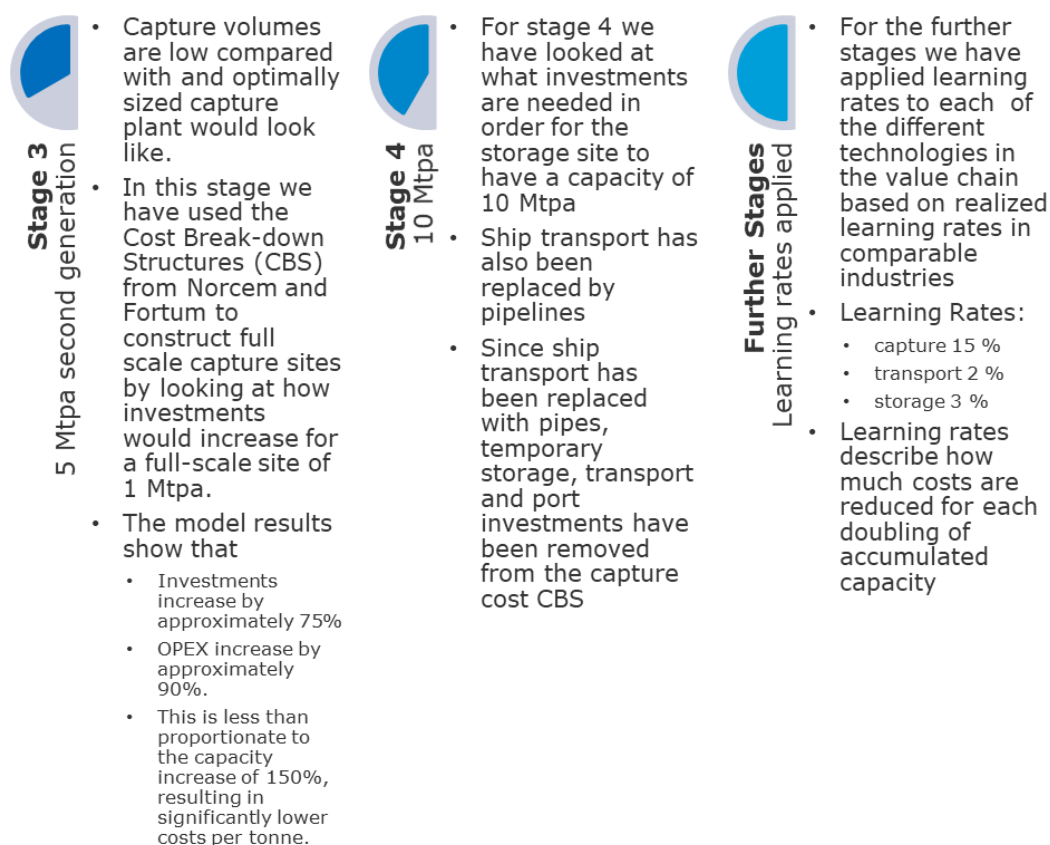 Stage 3
5 Mtpa second generation
• Capture volumes
are low compared
with and optimally
sized capture
plant would look
like.
• In this stage we
have used the
Cost Break-down
Structures (CBS)
from Norcem and
Fortum to
construct full
scale capture sites
by looking at how
investments
would increase for
a full-scale site of
1 Mtpa.
• The model results
show that
• Investments
increase by
approximately 75%
• OPEX increase by
approximately
90%.
• This is less than
proportionate to
the capacity
increase of 150%,
resulting in
significantly lower
costs per tonne.
Stage 4
10 Mtpa
• For stage 4 we
have looked at
what investments
are needed in
order for the
storage site to
have a capacity of
10 Mtpa
• Ship transport has
also been
replaced by
pipelines
• Since ship
transport has
been replaced
with pipes,
temporary
storage, transport
and port
investments have
been removed
from the capture
cost CBS
Further Stages
Learning rates applied
• For the further
stages we have
applied learning
rates to each of
the different
technologies in
the value chain
based on realized
learning rates in
comparable
industries
• Learning Rates:
• capture 15 %
• transport 2 %
• storage 3 %
• Learning rates
describe how
much costs are
reduced for each
doubling of
accumulated
capacity